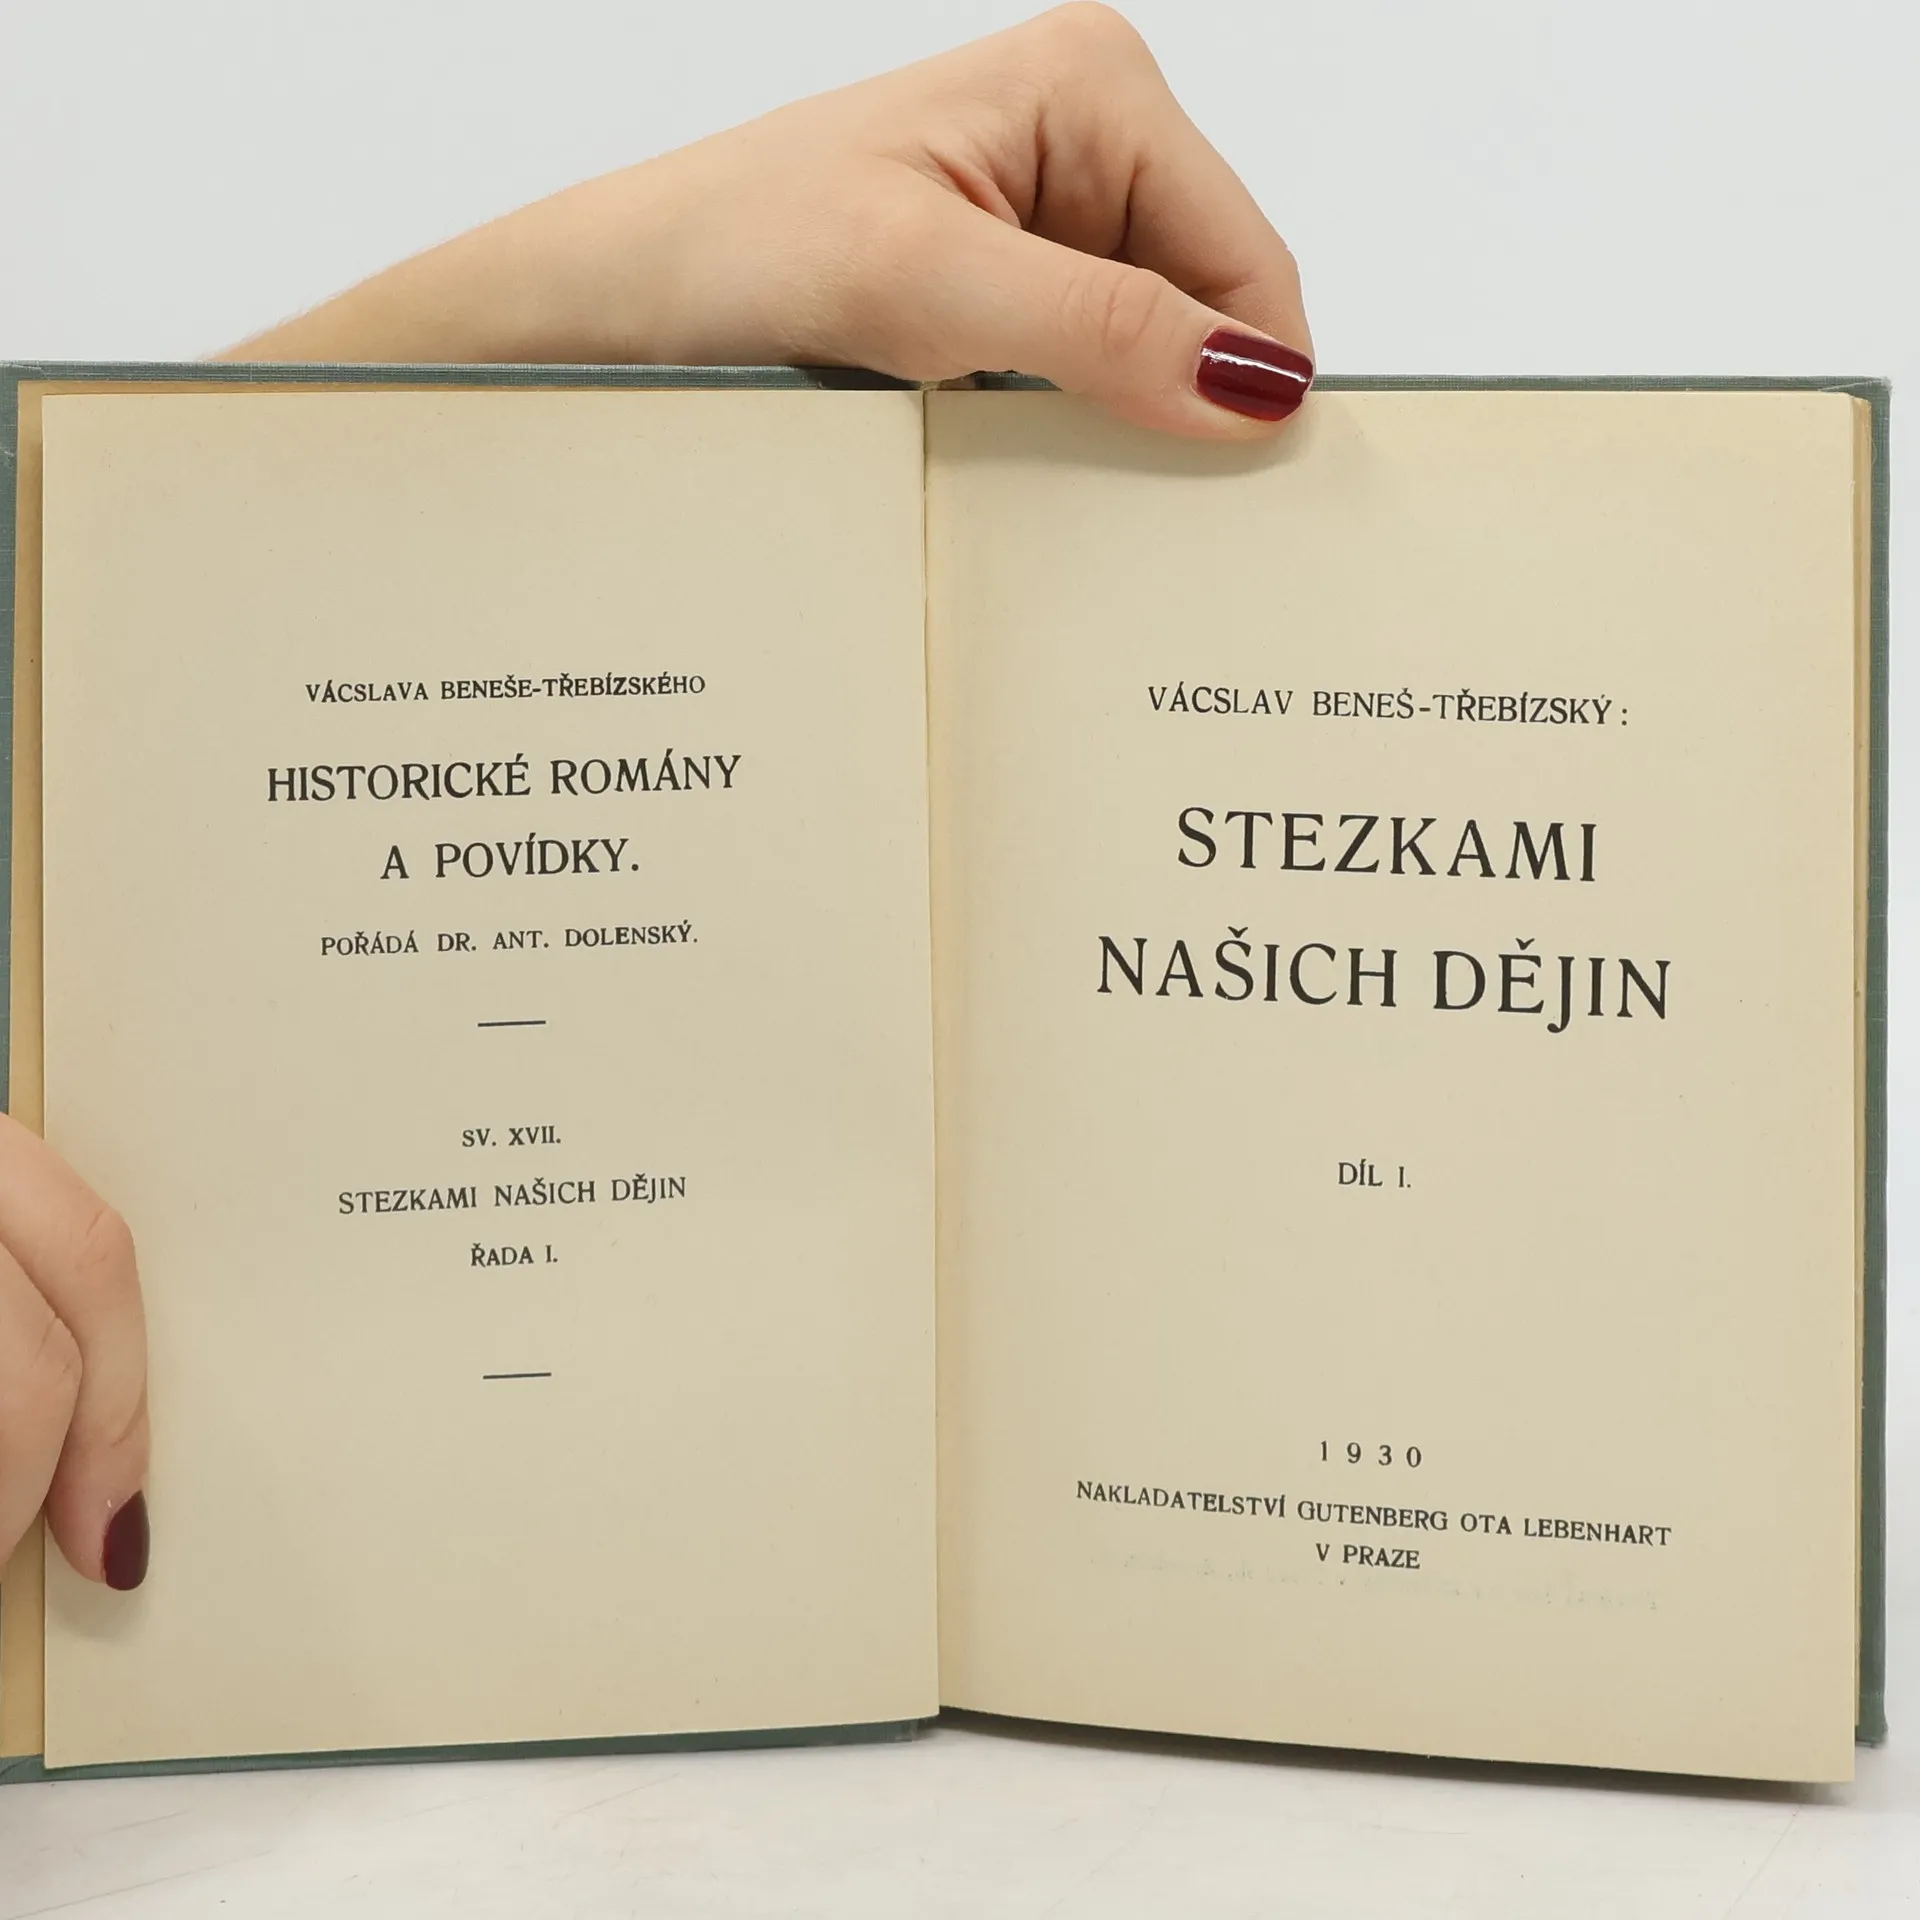 VÁCSLAVA BENEŠE-TŘEBÍZSKÉHO
HISTORICKÉ ROMÁNY
A POVÍDKY.
POŘÁDÁ DR. ANT. DOLENSKÝ.
SV. XVII.
STEZKAMI NAŠICH DĚJIN
ŘADA I.
VÁCSLAV BENEŠ-TŘEBÍZSKÝ:
STEZKAMI
NAŠICH DĚJIN
DÍL I.
1930
NAKLADATELSTVÍ GUTENBERG OTA LEBENHART
V PRAZE